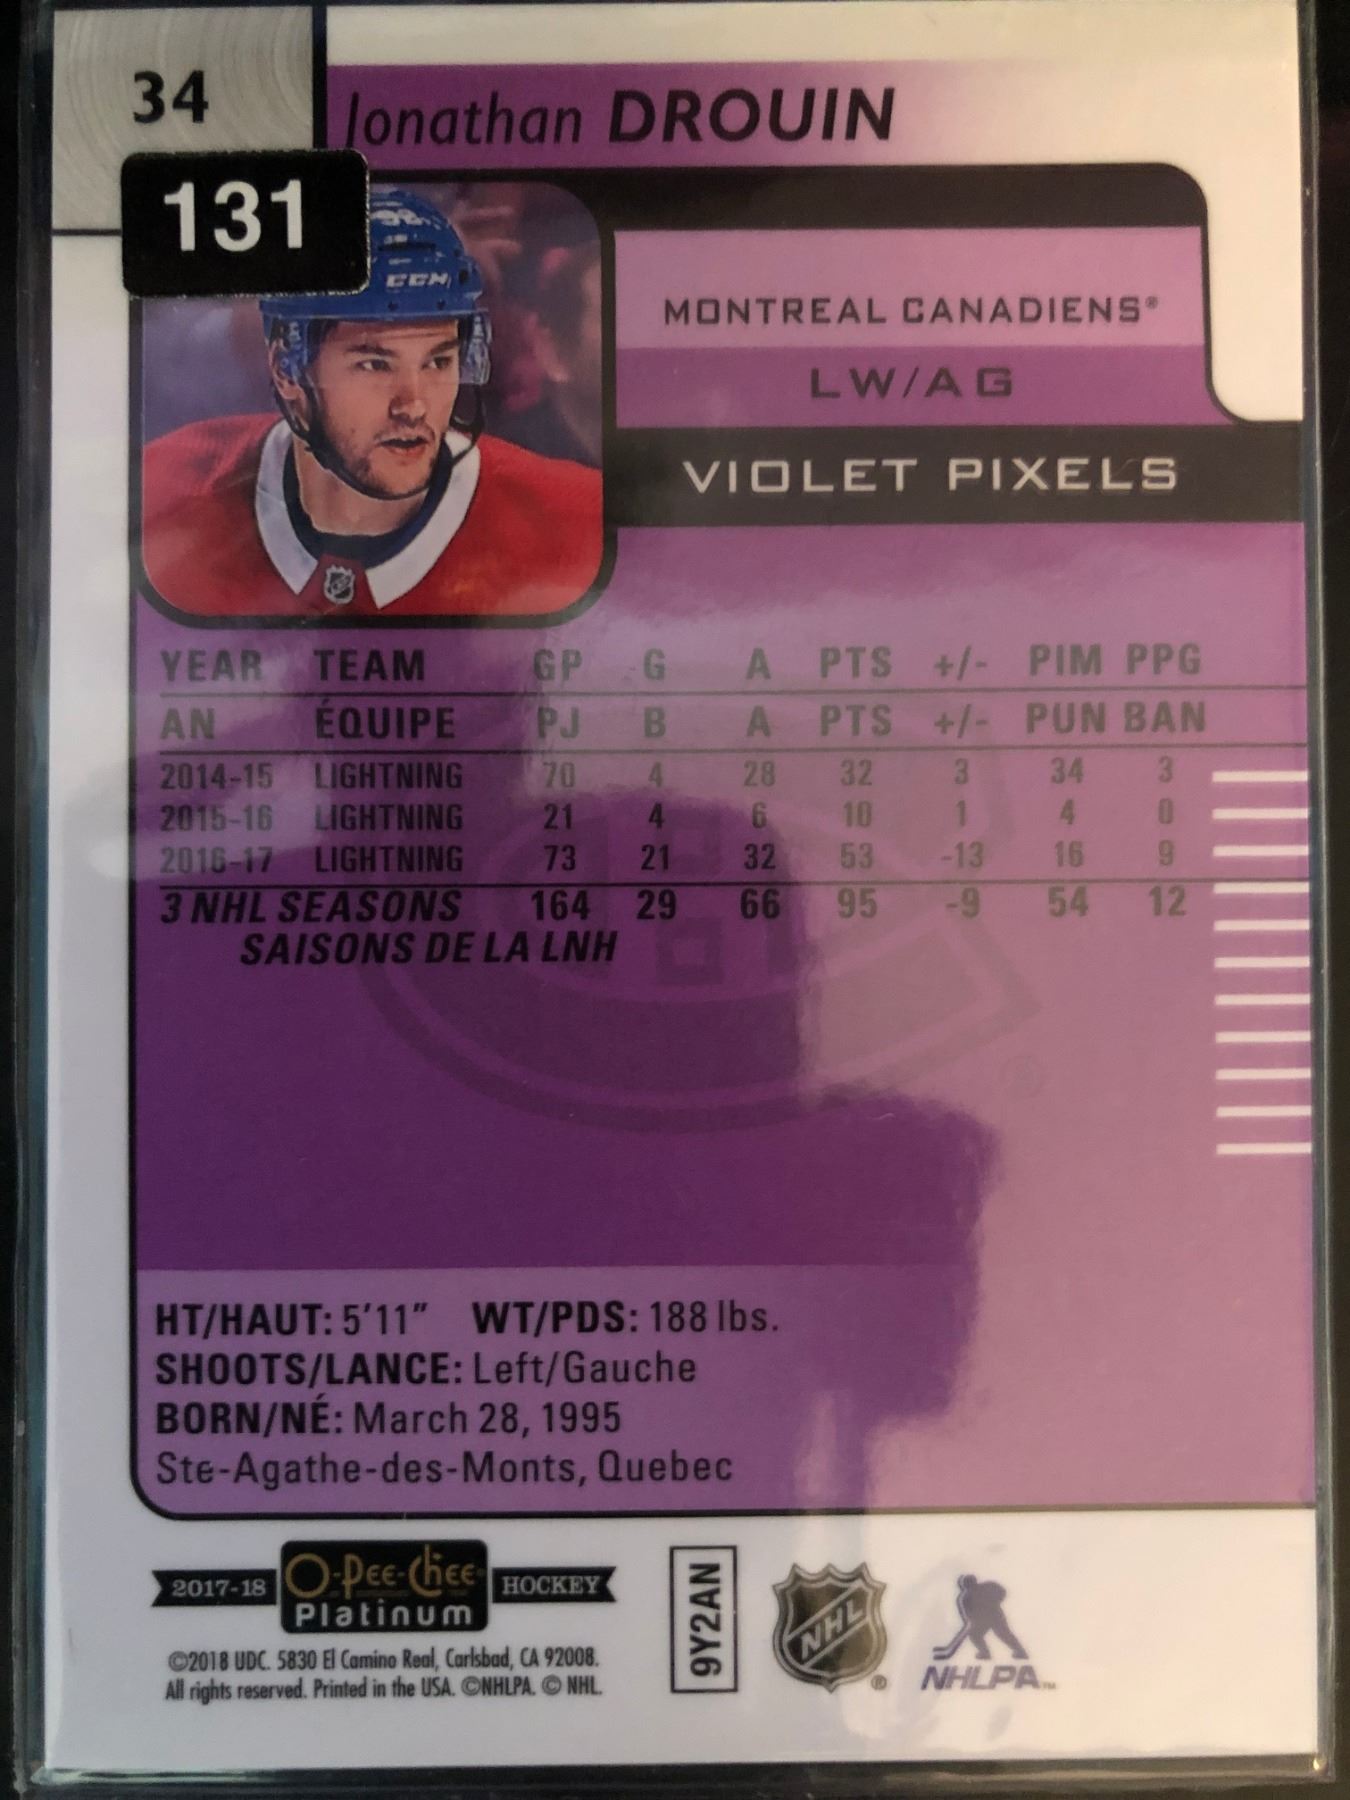 34
Jonathan DROUIN
131
CCM
MONTREAL CANADIENS®
LW/AG
VIOLET PIXELS
YEAR TEAM GP G A PTS +/- PIM PPG
AN ÉQUIPE PJ B A PTS +/- PUN BAN
2014-15 LIGHTNING 70 4 28 32 3 34 3
2015-16 LIGHTNING 21 4 6 10 1 4 0
2016-17 LIGHTNING 73 21 32 53 -13 16 9
3 NHL SEASONS 164 29 66 95 -9 54 12
SAISONS DE LA LNH
HT/HAUT: 5'11" WT/PDS: 188 lbs.
SHOOTS/LANCE: Left/Gauche
BORN/NÉ: March 28, 1995
Ste-Agathe-des-Monts, Quebec
2017-18 O-Pee-Chee Platinum HOCKEY
©2018 UDC. 5830 El Camino Real, Carlsbad, CA 92008.
All rights reserved. Printed in the USA. ©NHLPA. © NHL.
9Y2AN
NHL®
NHLPA™